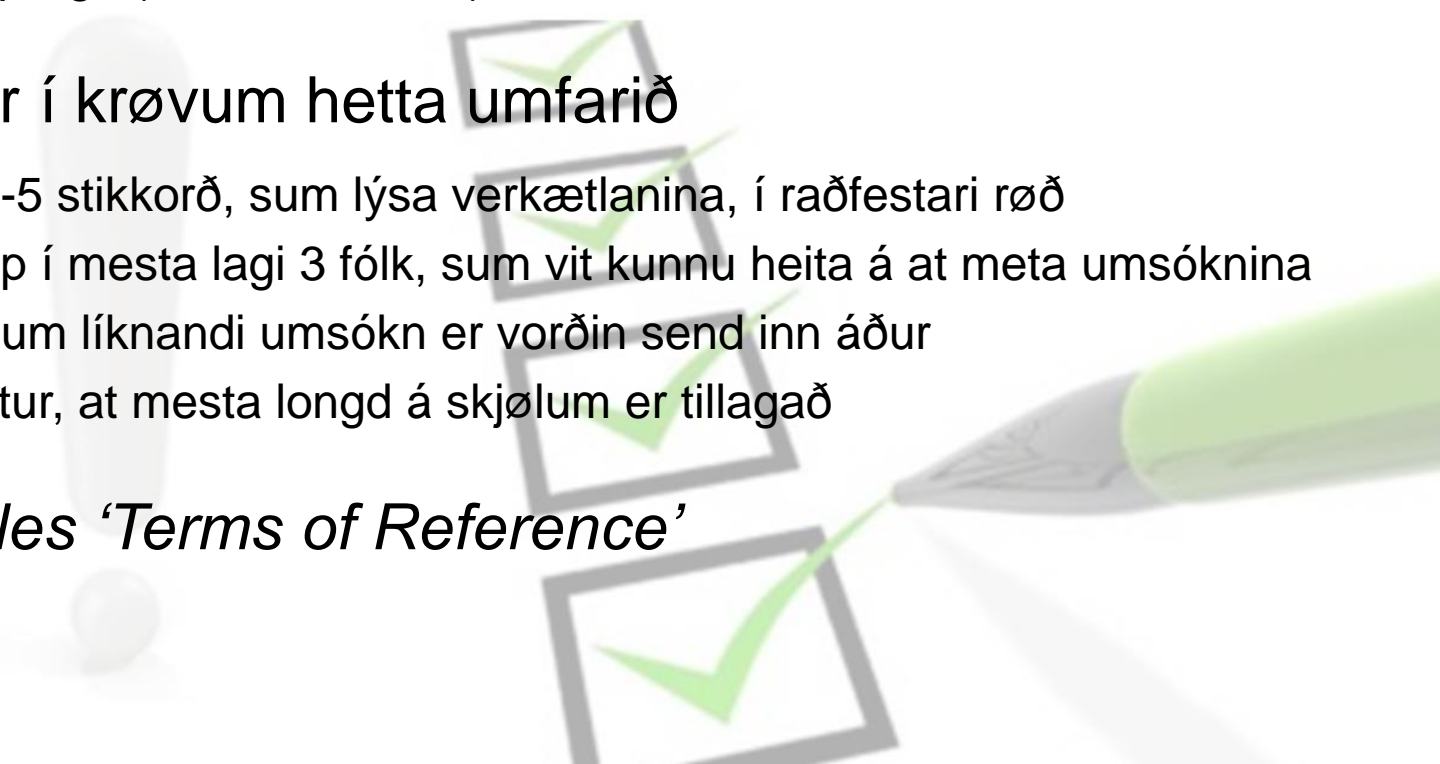 r í krøvum hetta umfarið
-5 stikkorð, sum lýsa verkætlanina, í raðfestari røð
p í mesta lagi 3 fólk, sum vit kunnu heita á at meta umsóknina
um líknandi umsókn er vorðin send inn áður
tur, at mesta longd á skjølum er tillagað
les ‘Terms of Reference’